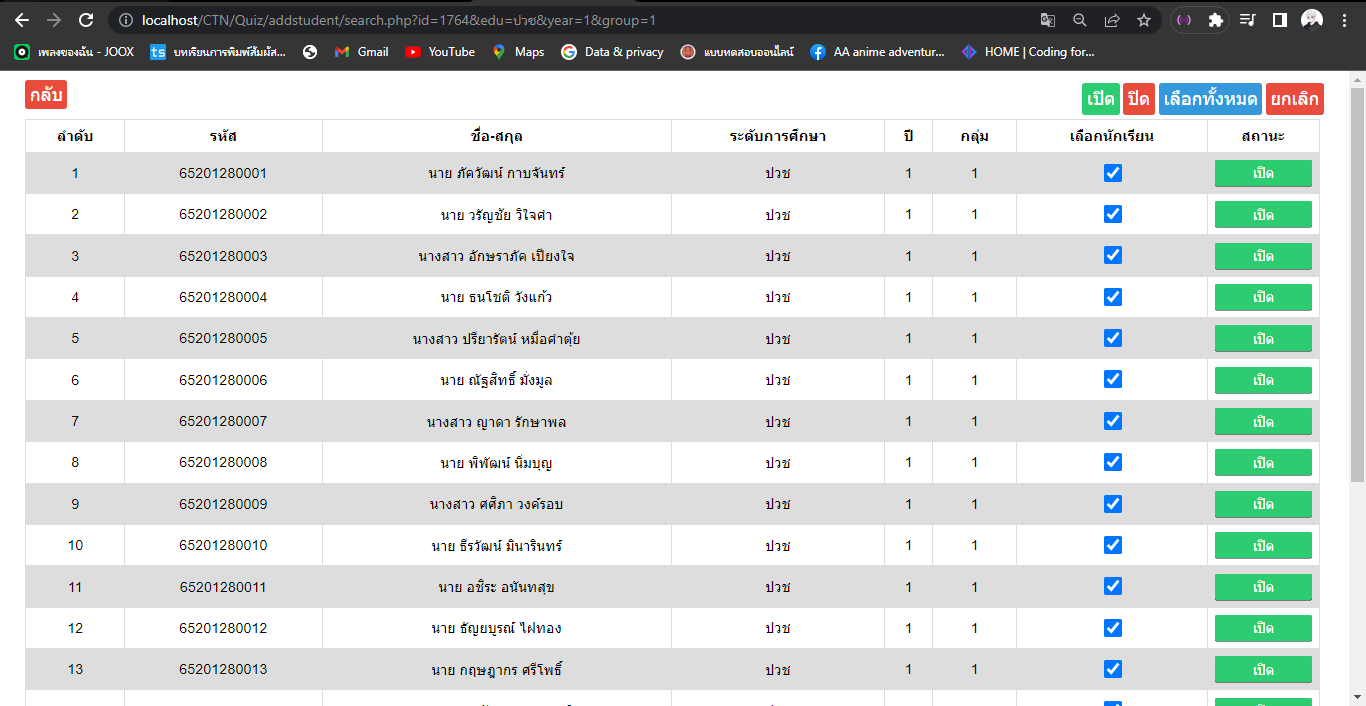 localhost/CTN/Quiz/addstudent/search.php?id=1764&edu=ปวช&year=1&group=1
เพลงของฉัน - JOOX ts บทเรียนการพิมพ์สัมผัส... Gmail YouTube Maps Data & privacy แบบทดสอบออนไลน์ AA anime adventur... HOME | Coding for...
กลับ เปิด ปิด เลือกทั้งหมด ยกเลิก
ลำดับ รหัส ชื่อ-สกุล ระดับการศึกษา ปี กลุ่ม เลือกนักเรียน สถานะ
1 65201280001 นาย ภัควัฒน์ กาบจันทร์ ปวช 1 1 เปิด
2 65201280002 นาย วรัญชัย วิใจคำ ปวช 1 1 เปิด
3 65201280003 นางสาว อักษราภัค เปียงใจ ปวช 1 1 เปิด
4 65201280004 นาย ธนโชติ วังแก้ว ปวช 1 1 เปิด
5 65201280005 นางสาว ปรียารัตน์ หมื่อคำตุ้ย ปวช 1 1 เปิด
6 65201280006 นาย ณัฐสิทธิ์ มั่งมูล ปวช 1 1 เปิด
7 65201280007 นางสาว ญาดา รักษาพล ปวช 1 1 เปิด
8 65201280008 นาย พิพัฒน์ นิ่มบุญ ปวช 1 1 เปิด
9 65201280009 นางสาว ศศิภา วงค์รอบ ปวช 1 1 เปิด
10 65201280010 นาย ธีรวัฒน์ มินารินทร์ ปวช 1 1 เปิด
11 65201280011 นาย อชิระ อนันทสุข ปวช 1 1 เปิด
12 65201280012 นาย ธัญยบูรณ์ ไฝทอง ปวช 1 1 เปิด
13 65201280013 นาย กฤษฎากร ศรีโพธิ์ ปวช 1 1 เปิด